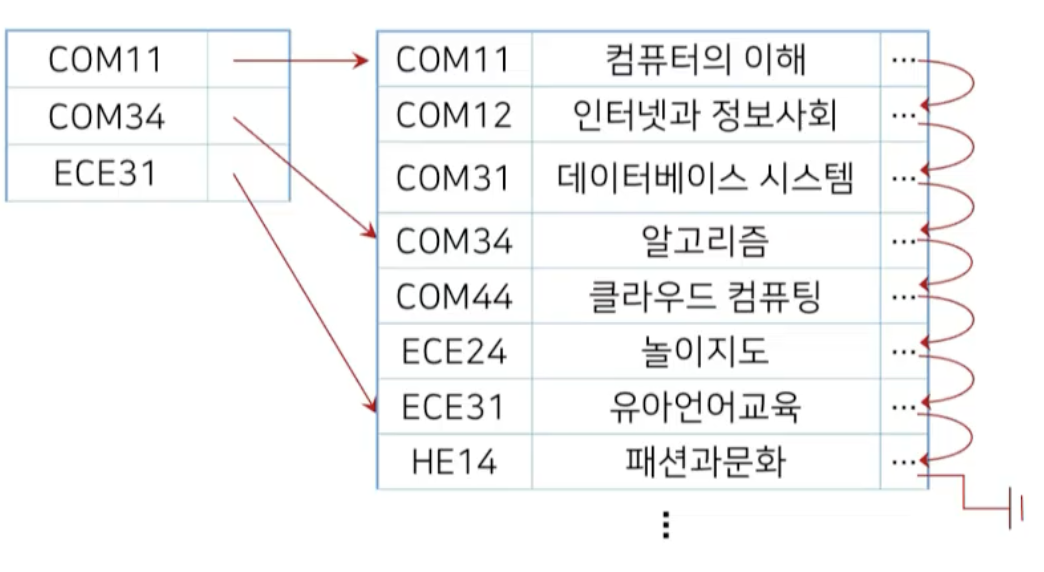 COM11
COM34
ECE31
COM11 컴퓨터의 이해 ...
COM12 인터넷과 정보사회 ...
COM31 데이터베이스 시스템 ...
COM34 알고리즘 ...
COM44 클라우드 컴퓨팅 ...
ECE24 놀이지도 ...
ECE31 유아언어교육 ...
HE14 패션과문화 ...
⋮